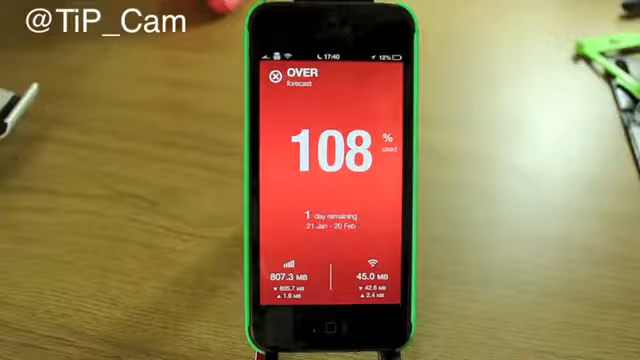 @TiP_Cam
17:40
12%
OVER
forecast
108 %
used
1 day remaining
21 Jan - 20 Feb
807.3 MB
45.0 MB
805.7 MB
42.6 MB
1.6 MB
2.4 MB